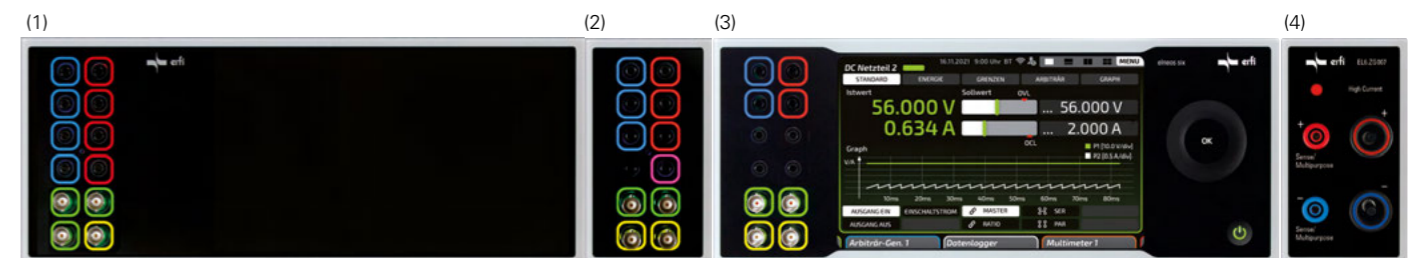 (1)
(2)
(3)
(4)
erfi
erfi
DC Netzteil 2
16.11.2021 9:00 Uhr BT
MENU
STANDARD
ENERGIE
GRENZEN
ARBITRÄR
GRAPH
Istwert
Sollwert
OVL
56.000 V
... 56.000 V
0.634 A
... 2.000 A
OCL
Graph
P1 [10.0 V/div]
P2 [0.5 A/div]
V/A
10ms 20ms 30ms 40ms 50ms 60ms 70ms 80ms
AUSGANG EIN
EINSCHALTSTROM
MASTER
SER
AUSGANG AUS
RATIO
PAR
Arbiträr-Gen. 1
Datenlogger
Multimeter 1
elneos six
erfi
OK
erfi
High Current
+
+
Sense/
Multipurpose
-
-
Sense/
Multipurpose